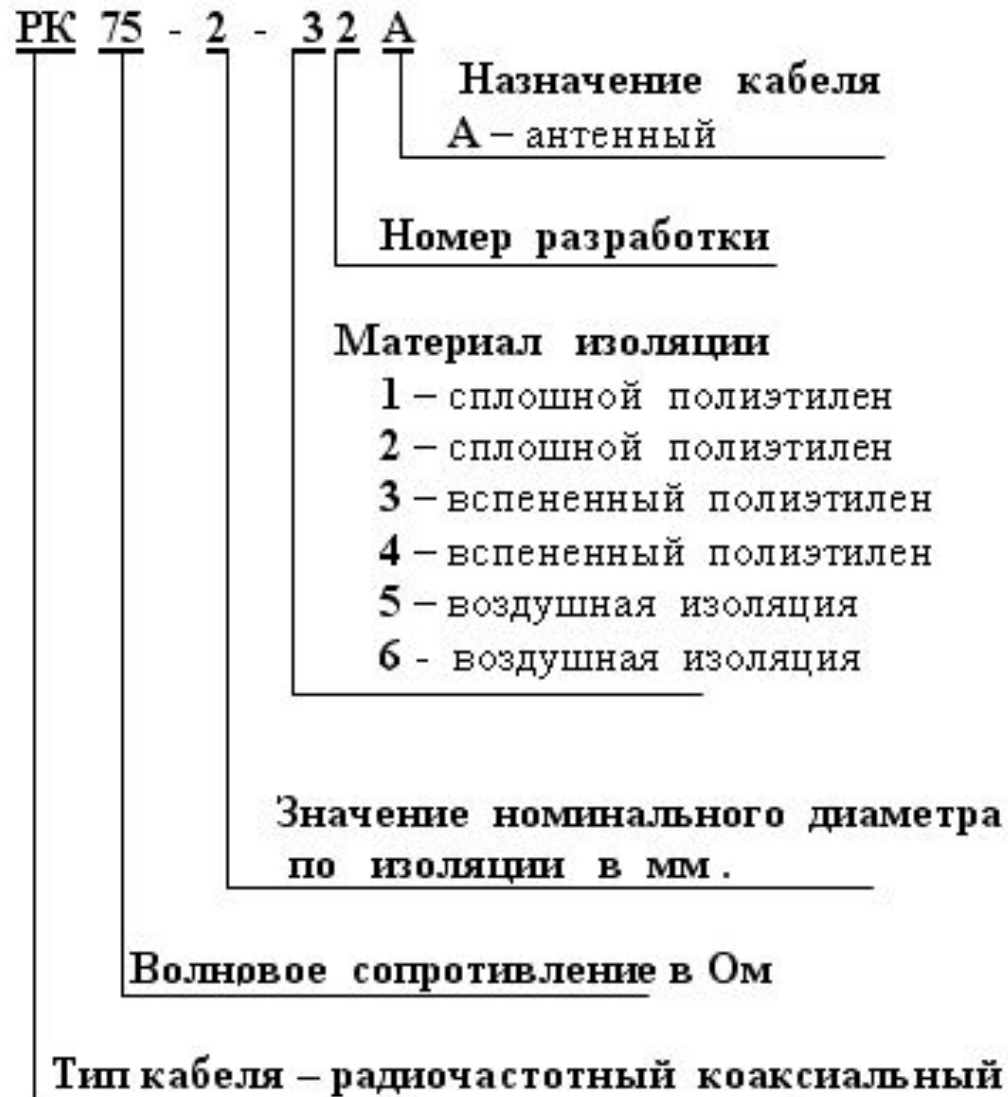 РК 75 - 2 - 32 А
Назначение кабеля
А – антенный
Номер разработки
Материал изоляции
1 – сплошной полиэтилен
2 – сплошной полиэтилен
3 – вспененный полиэтилен
4 – вспененный полиэтилен
5 – воздушная изоляция
6 - воздушная изоляция
Значение номинального диаметра
по изоляции в мм .
Волновое сопротивление в Ом
Тип кабеля – радиочастотный коаксиальный